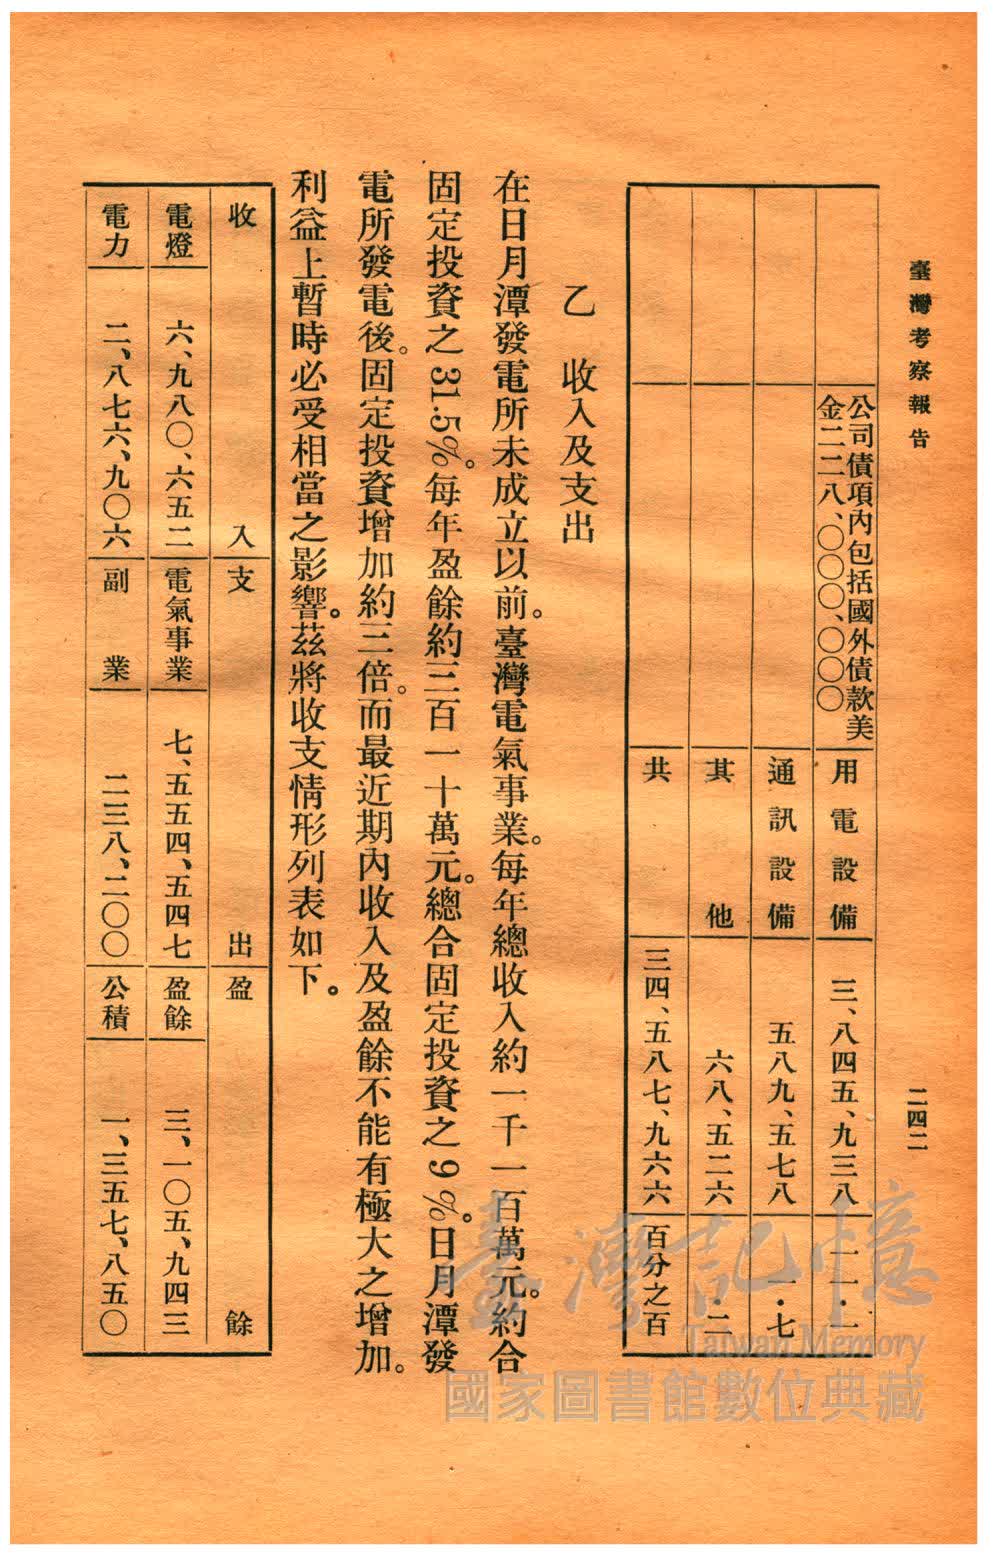 臺灣考察報告
二四二
公司債項內包括國外債款美
金二二八、〇〇〇、〇〇〇
用電設備 三、八四五、九三八 一一・一
通訊設備 五八九、五七八 一・七
其他 六八、五二六 ・二
共 三四、五八七、九六六 百分之百
乙 收入及支出
在日月潭發電所未成立以前。臺灣電氣事業。每年總收入約一千一百萬元。約合
固定投資之31.5%。每年盈餘約三百一十萬元。總合固定投資之9%。日月潭發
電所發電後。固定投資增加約三倍。而最近期內收入及盈餘不能有極大之增加。
利益上暫時必受相當之影響。茲將收支情形列表如下。
收入 支出 盈餘
電燈 六、九八〇、六五二 電氣事業 七、五五四、五四七 盈餘 三、一〇五、九四三
電力 二、八七六、九〇六 副業 二三八、二〇〇 公積 一、三五七、八五〇
臺灣記憶
Taiwan Memory
國家圖書館數位典藏